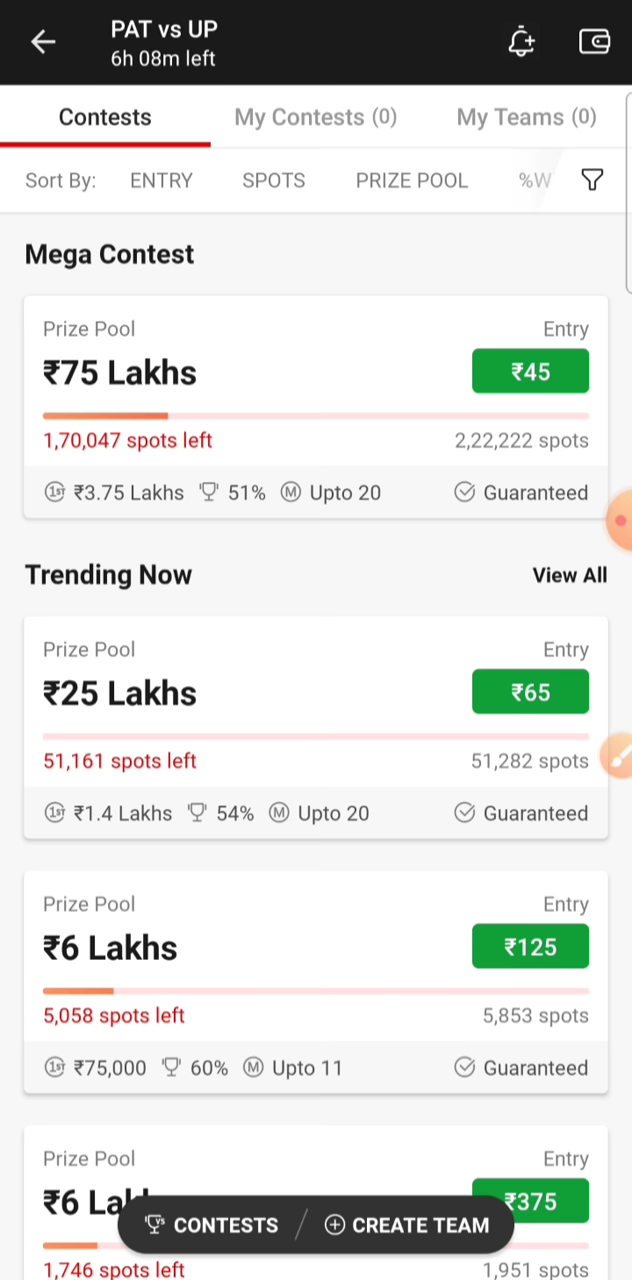 PAT vs UP
6h 08m left
Contests My Contests (0) My Teams (0)
Sort By: ENTRY SPOTS PRIZE POOL %W
Mega Contest
Prize Pool Entry
₹75 Lakhs ₹45
1,70,047 spots left 2,22,222 spots
1ST ₹3.75 Lakhs 51% M Upto 20 Guaranteed
Trending Now View All
Prize Pool Entry
₹25 Lakhs ₹65
51,161 spots left 51,282 spots
1ST ₹1.4 Lakhs 54% M Upto 20 Guaranteed
Prize Pool Entry
₹6 Lakhs ₹125
5,058 spots left 5,853 spots
1ST ₹75,000 60% M Upto 11 Guaranteed
Prize Pool Entry
₹6 ₹375
VS CONTESTS / CREATE TEAM
1,746 spots left 1,951 spots